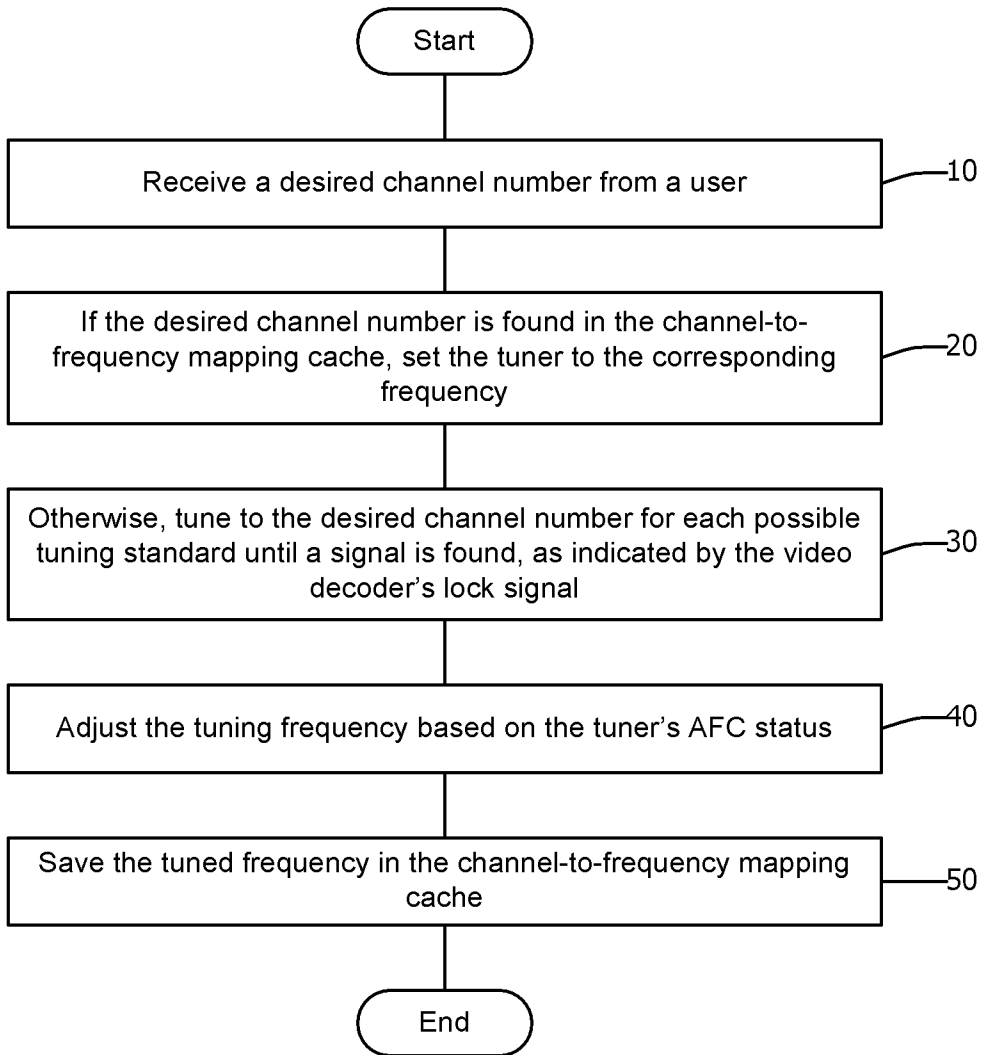 Start
Receive a desired channel number from a user
10
If the desired channel number is found in the channel-to-
frequency mapping cache, set the tuner to the corresponding
frequency
20
Otherwise, tune to the desired channel number for each possible
tuning standard until a signal is found, as indicated by the video
decoder’s lock signal
30
Adjust the tuning frequency based on the tuner’s AFC status
40
Save the tuned frequency in the channel-to-frequency mapping
cache
50
End